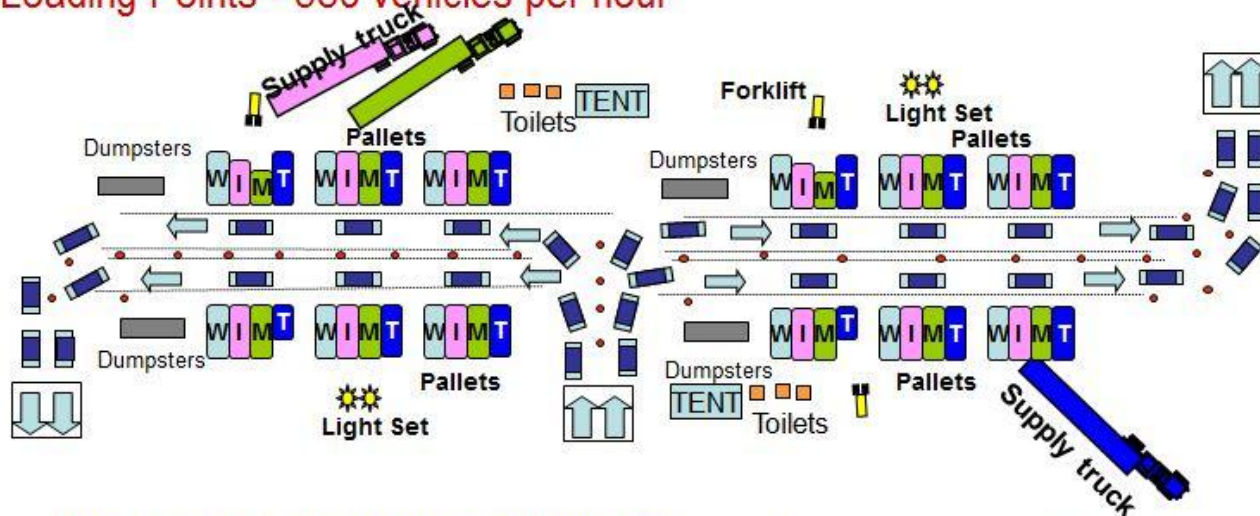 Loading Points - 560 vehicles per hour
Supply truck
TENT
Toilets
Forklift
Light Set
Pallets
Pallets
Dumpsters
Dumpsters
W I M T
W I M T
W I M T
W I M T
W I M T
W I M T
W I M T
W I M T
W I M T
W I M T
W I M T
W I M T
Dumpsters
Dumpsters
Pallets
Pallets
Light Set
TENT
Toilets
Supply truck